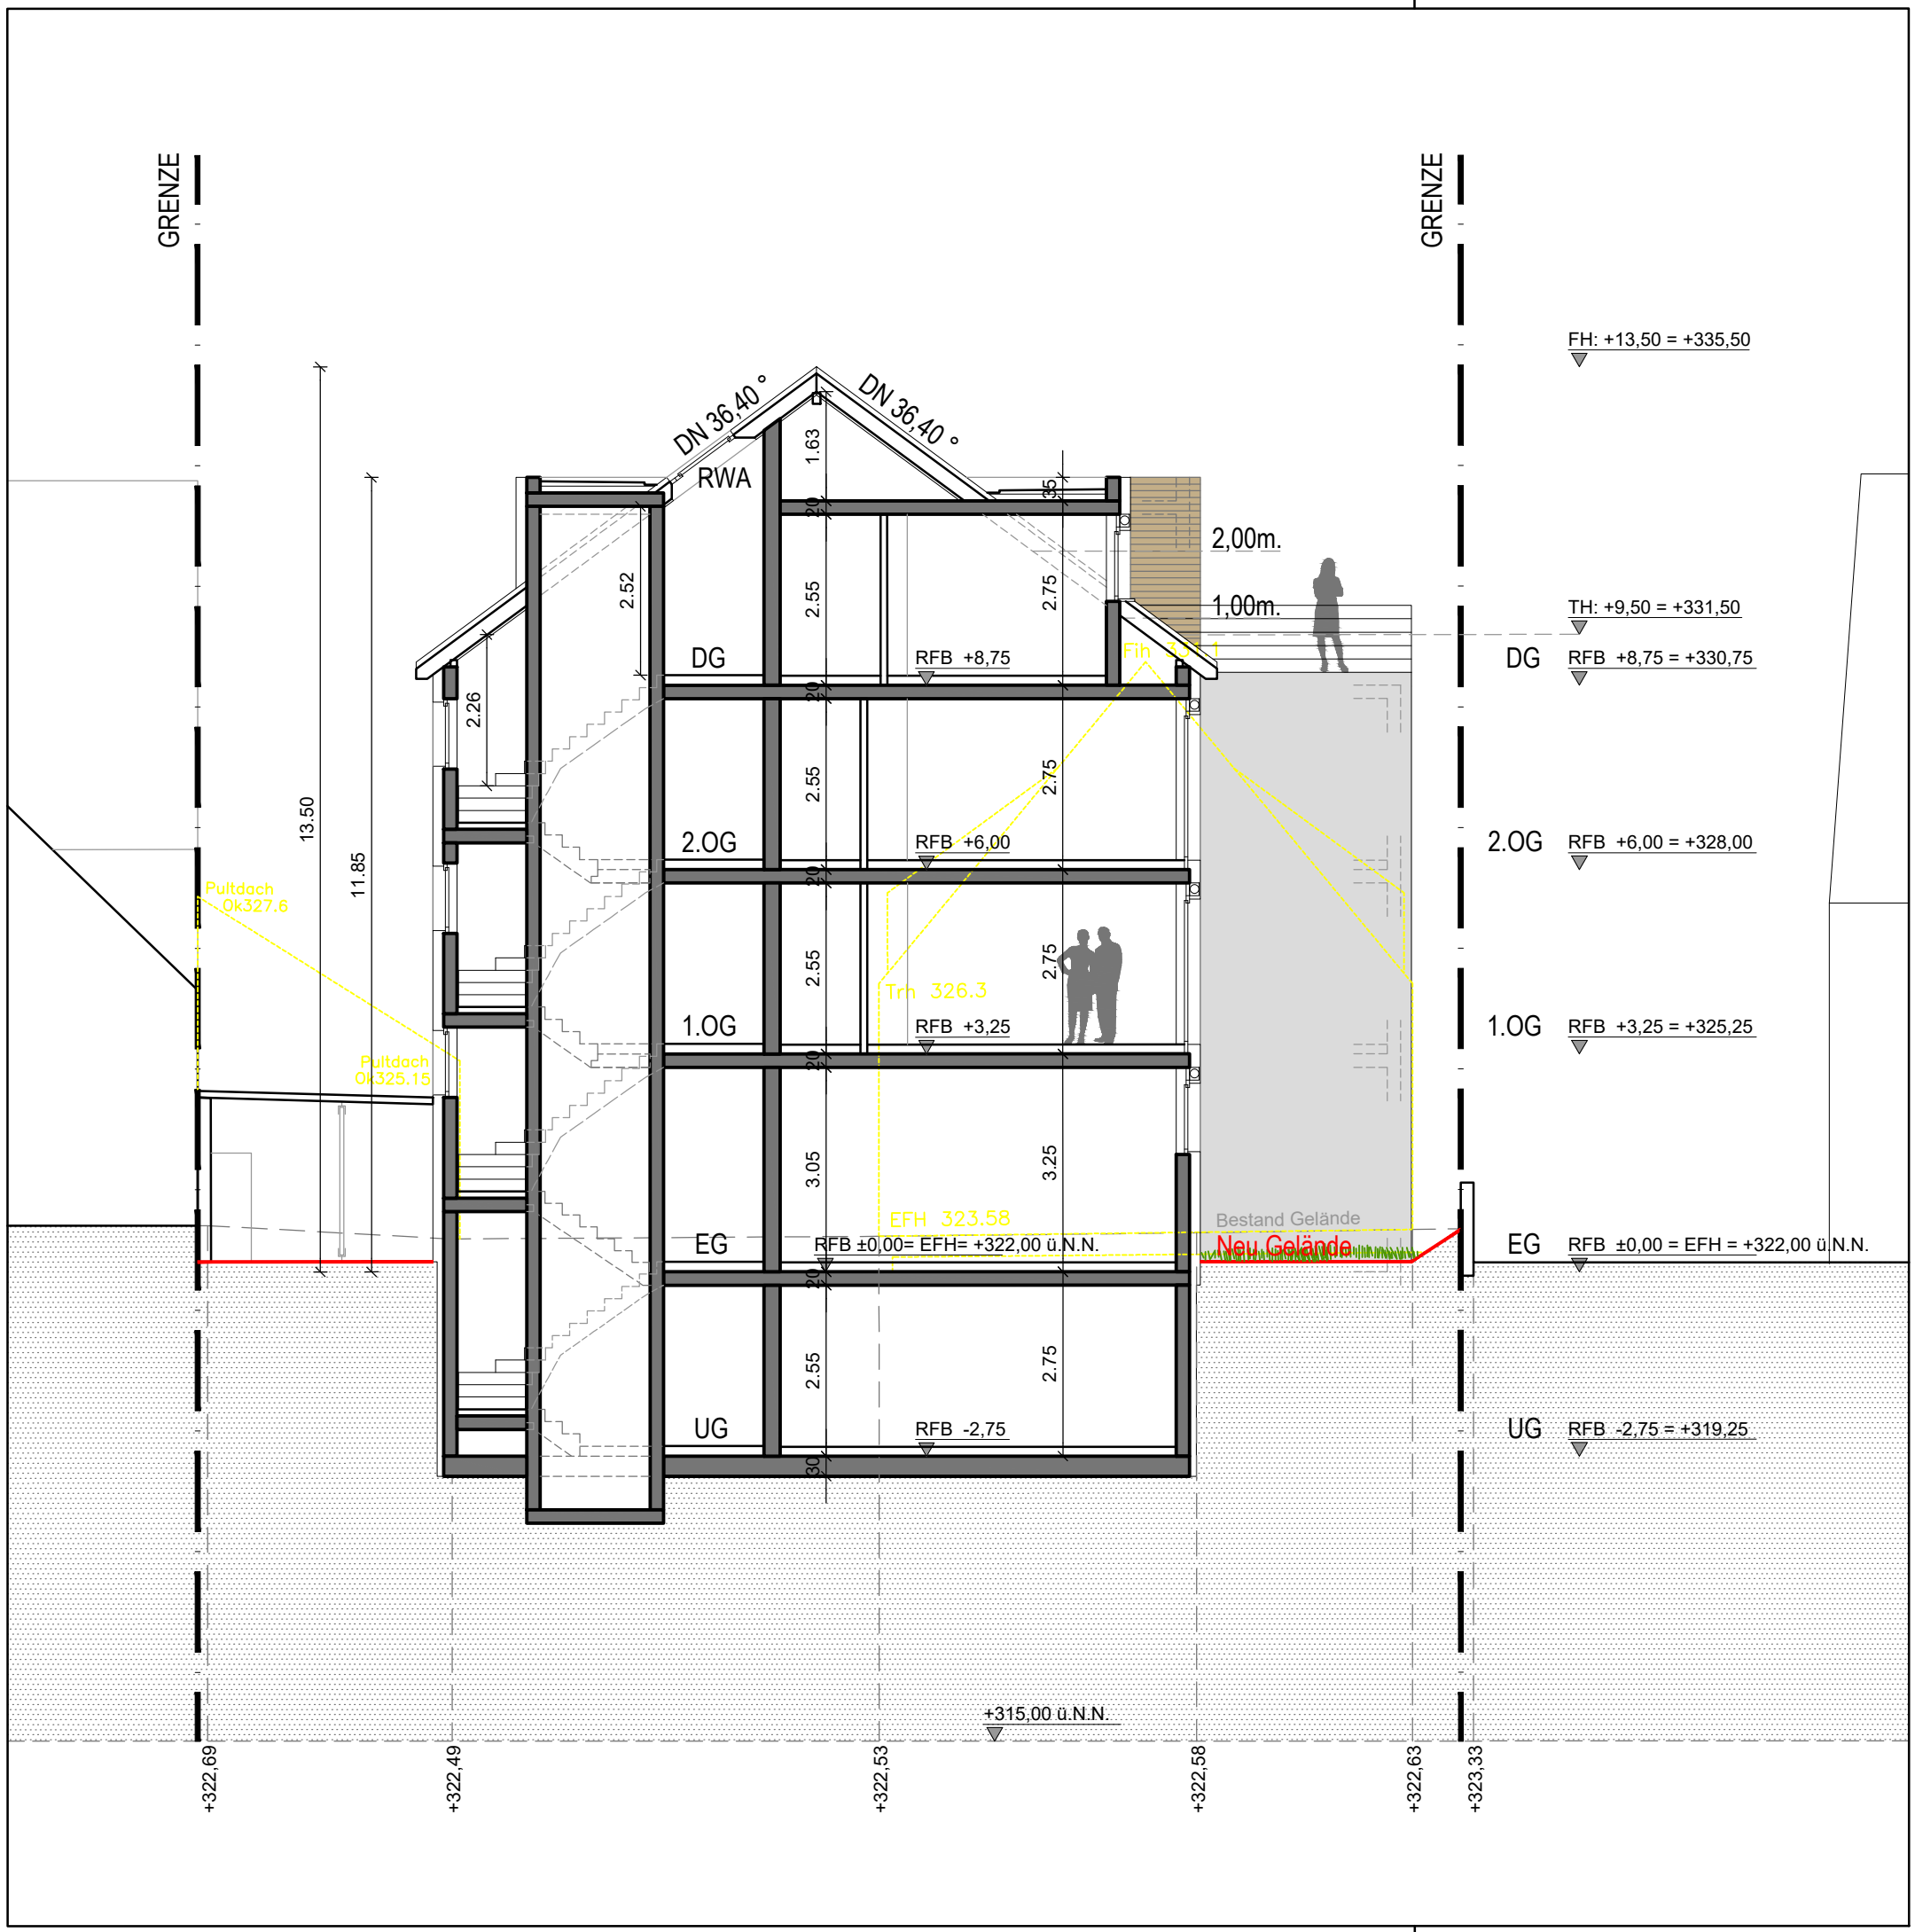 GRENZE
GRENZE
FH: +13,50 = +335,50
DN 36,40 °
DN 36,40 °
RWA
1.63
35
20
2,00m.
2.52
2.55
2.75
1,00m.
TH: +9,50 = +331,50
DG
RFB +8,75
DG
RFB +8,75 = +330,75
20
2.26
13.50
11.85
2.55
2.75
2.OG
RFB +6,00
2.OG
RFB +6,00 = +328,00
20
Pultdach
Ok327.6
2.55
2.75
Trh 326.3
1.OG
RFB +3,25
1.OG
RFB +3,25 = +325,25
20
Pultdach
Ok325.15
3.05
3.25
EFH 323.58
Bestand Gelände
Neu Gelände
EG
RFB ±0,00= EFH= +322,00 ü.N.N.
EG
RFB ±0,00 = EFH = +322,00 ü.N.N.
20
2.55
2.75
UG
RFB -2,75
UG
RFB -2,75 = +319,25
30
+315,00 ü.N.N.
+322,69
+322,49
+322,53
+322,58
+322,63
+323,33